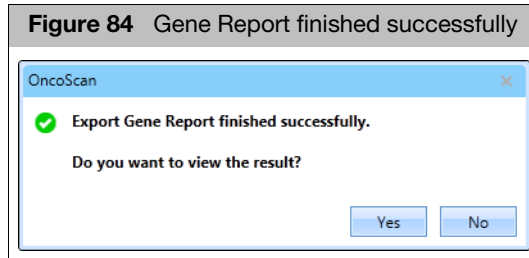 Figure 84 Gene Report finished successfully
OncoScan
Export Gene Report finished successfully.
Do you want to view the result?
Yes No